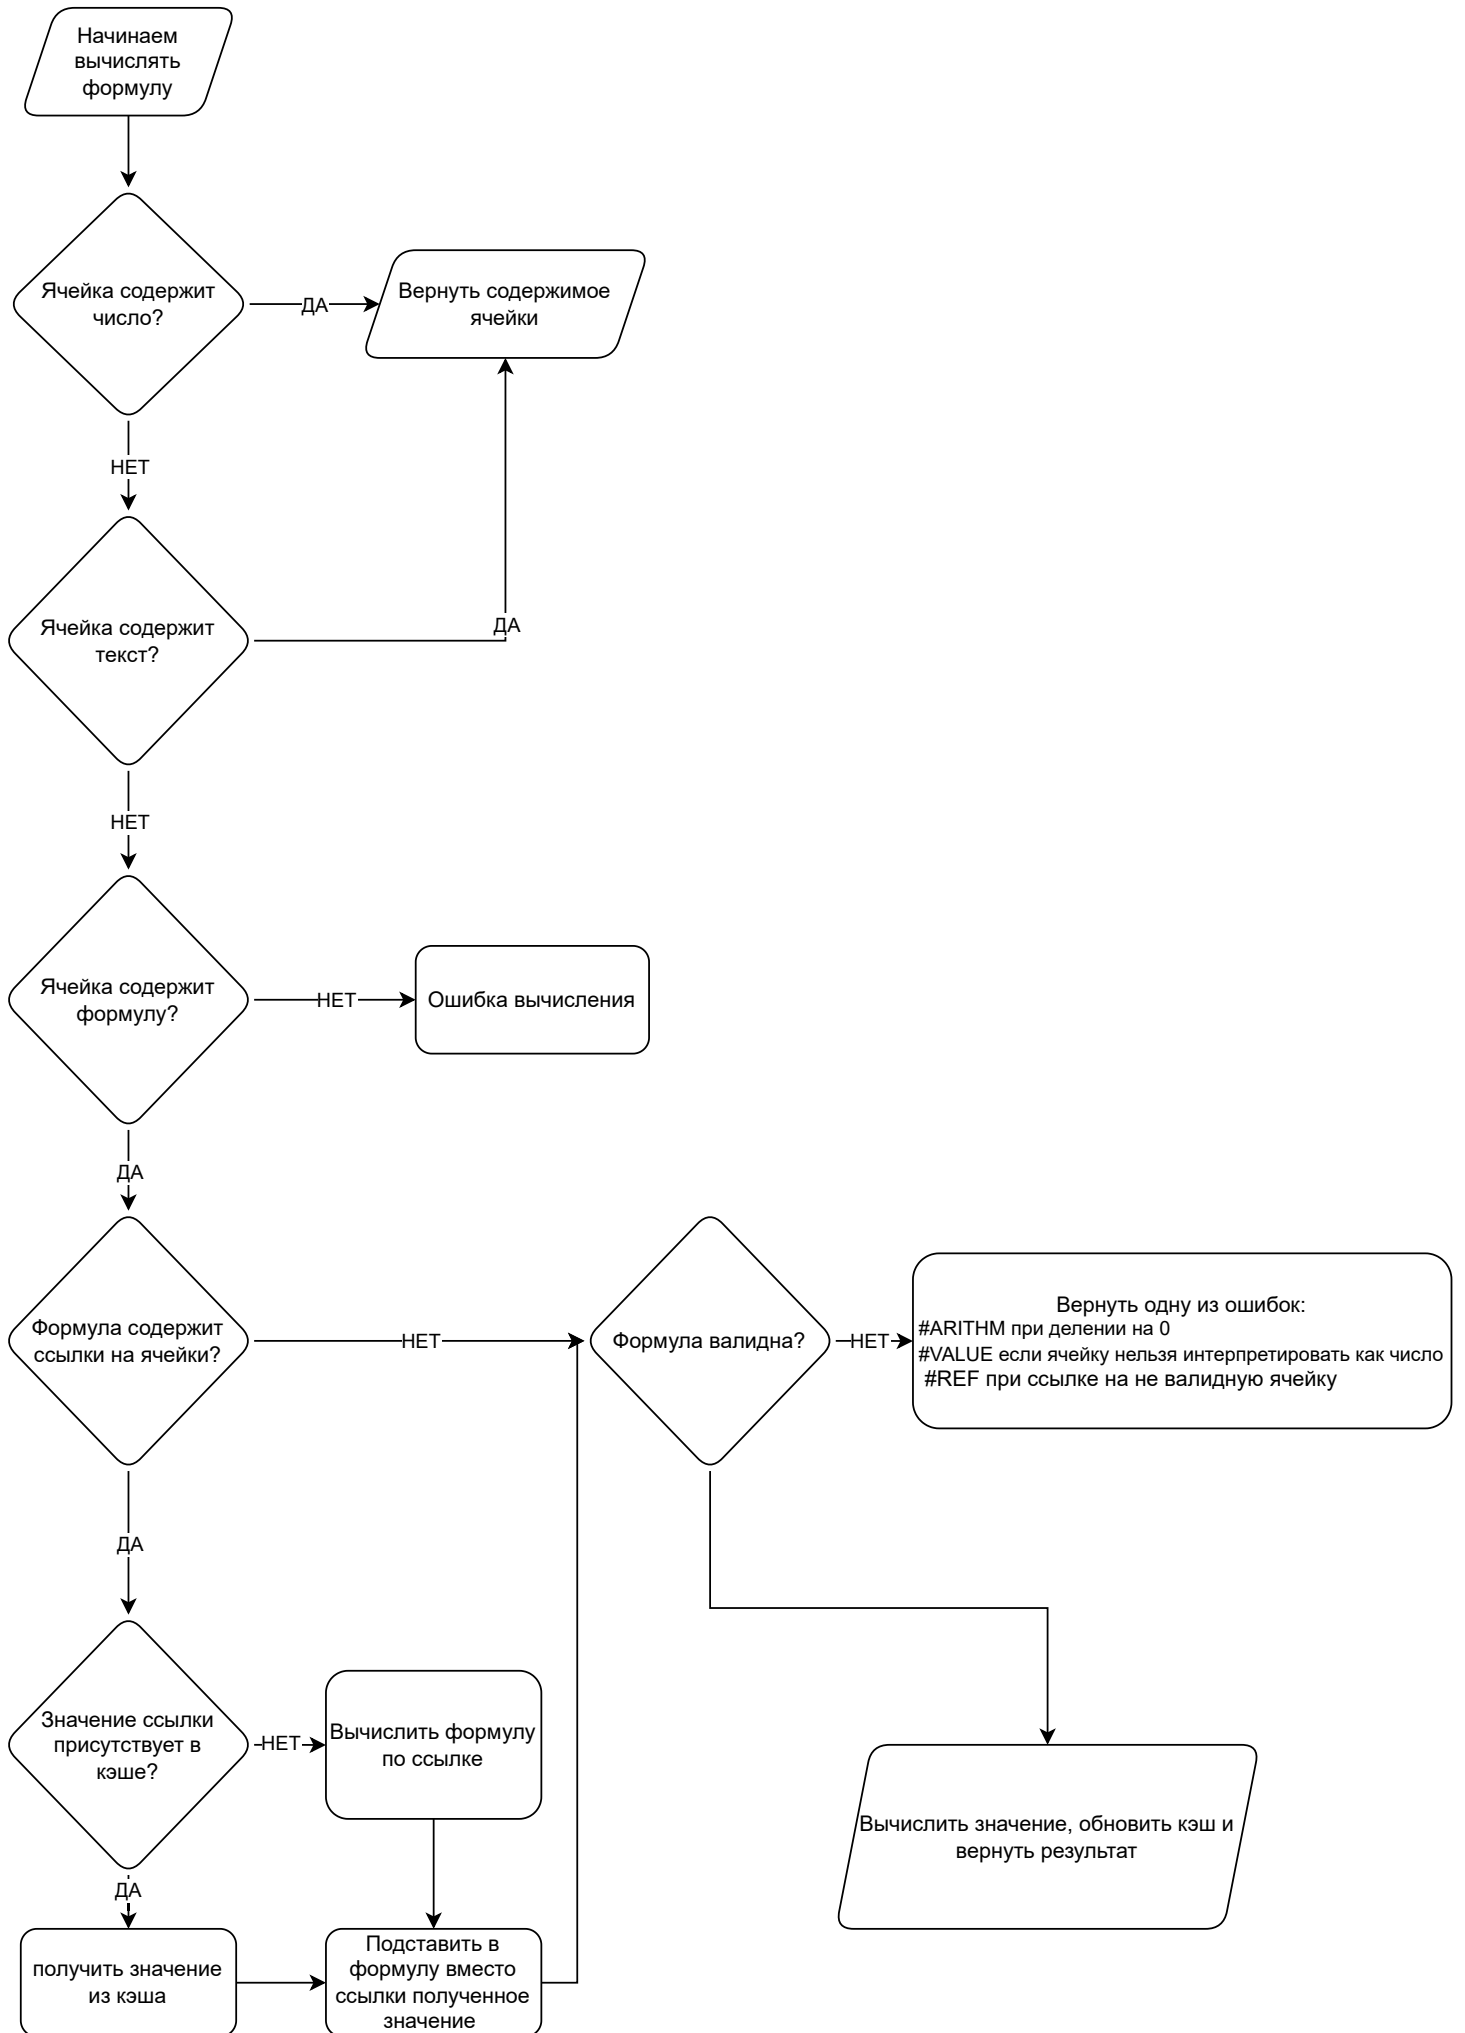 Начинаем
вычислять
формулу
Ячейка содержит
число?
ДА
Вернуть содержимое
ячейки
НЕТ
Ячейка содержит
текст?
ДА
НЕТ
Ячейка содержит
формулу?
НЕТ
Ошибка вычисления
ДА
Формула содержит
ссылки на ячейки?
НЕТ
Формула валидна?
НЕТ
Вернуть одну из ошибок:
#ARITHM при делении на 0
#VALUE если ячейку нельзя интерпретировать как число
#REF при ссылке на не валидную ячейку
ДА
Значение ссылки
присутствует в
кэше?
НЕТ
Вычислить формулу
по ссылке
Вычислить значение, обновить кэш и
вернуть результат
ДА
получить значение
из кэша
Подставить в
формулу вместо
ссылки полученное
значение